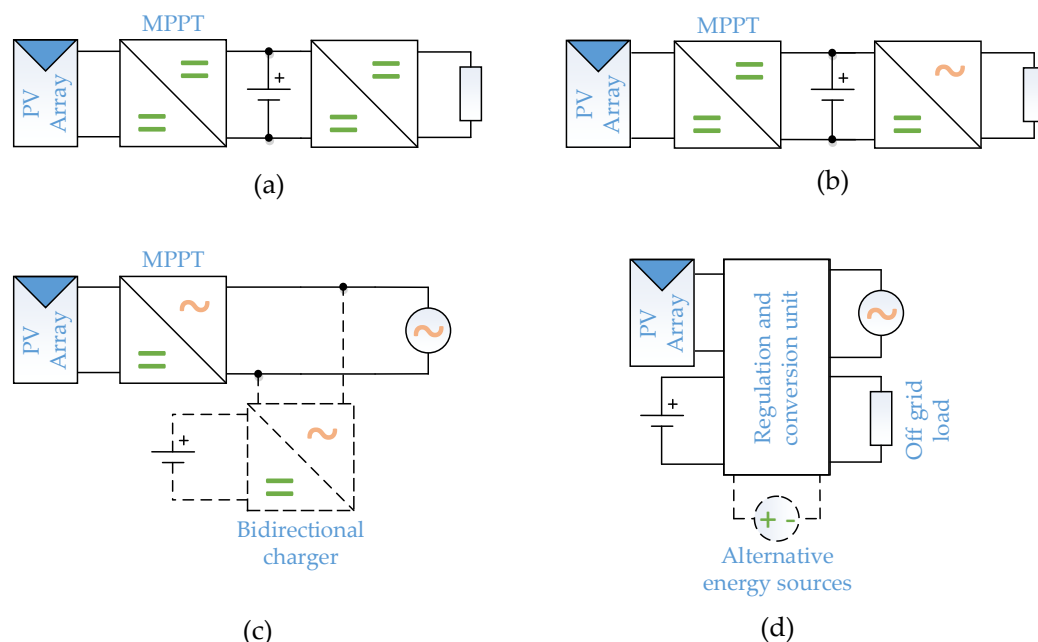 MPPT
PV
Array
+
(a)
MPPT
PV
Array
+
(b)
MPPT
PV
Array
+
Bidirectional
charger
(c)
PV
Array
+
Regulation and
conversion unit
Off grid
load
+ -
Alternative
energy sources
(d)